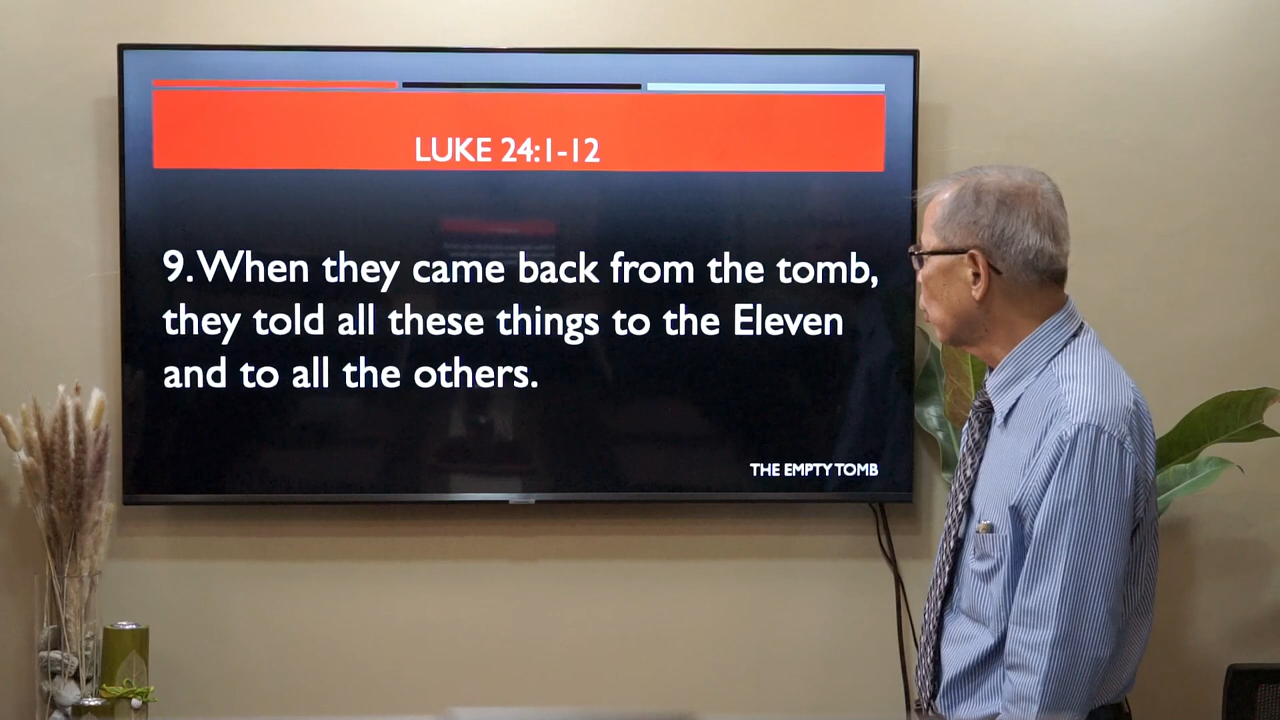 LUKE 24:1-12
9. When they came back from the tomb,
they told all these things to the Eleven
and to all the others.
THE EMPTY TOMB